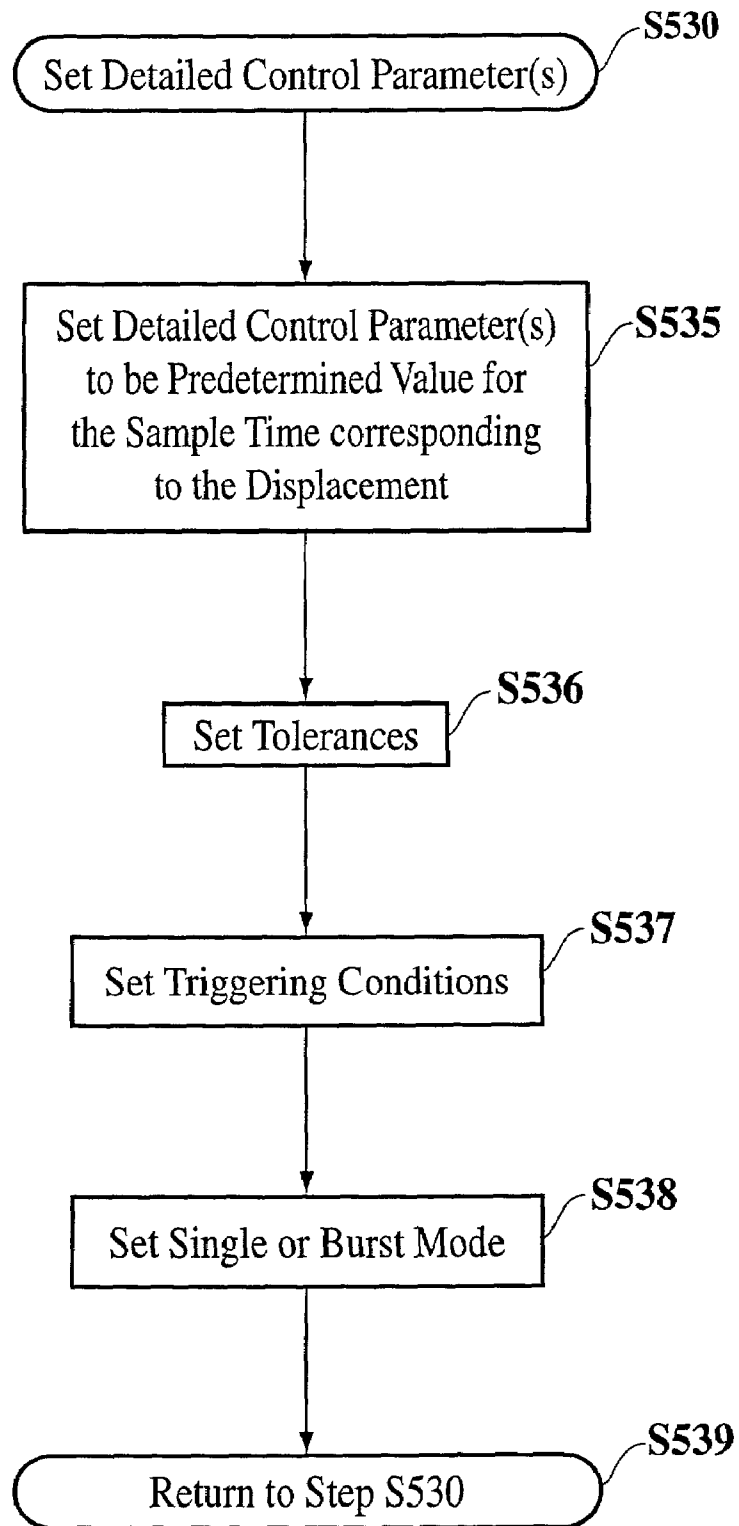 S530
Set Detailed Control Parameter(s)
Set Detailed Control Parameter(s)
to be Predetermined Value for
the Sample Time corresponding
to the Displacement
S535
S536
Set Tolerances
S537
Set Triggering Conditions
S538
Set Single or Burst Mode
S539
Return to Step S530